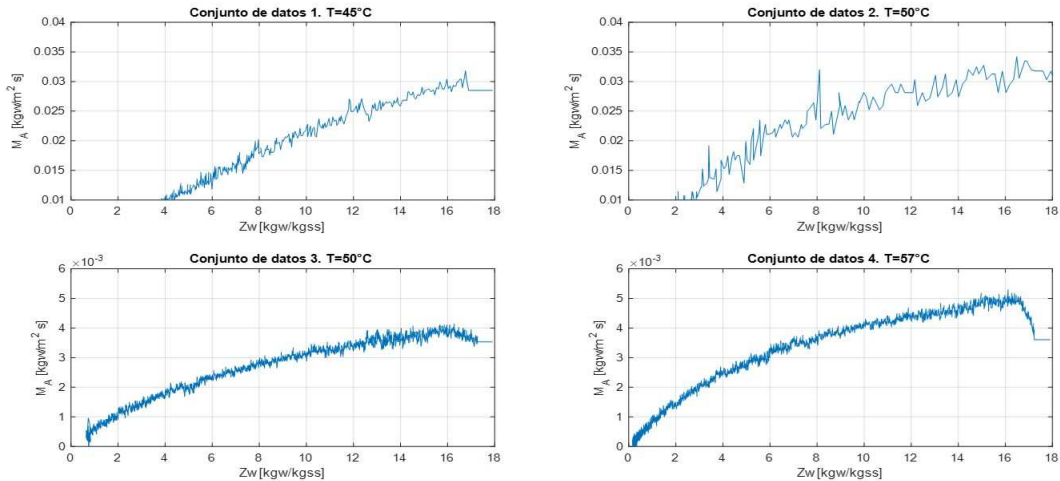 Conjunto de datos 1. T=45°C
M_A [kgw/m² s]
0.04
0.035
0.03
0.025
0.02
0.015
0.01
0 2 4 6 8 10 12 14 16 18
Zw [kgw/kgss]
Conjunto de datos 2. T=50°C
M_A [kgw/m² s]
0.04
0.035
0.03
0.025
0.02
0.015
0.01
0 2 4 6 8 10 12 14 16 18
Zw [kgw/kgss]
Conjunto de datos 3. T=50°C
×10⁻³
M_A [kgw/m² s]
6
5
4
3
2
1
0
0 2 4 6 8 10 12 14 16 18
Zw [kgw/kgss]
Conjunto de datos 4. T=57°C
×10⁻³
M_A [kgw/m² s]
6
5
4
3
2
1
0
0 2 4 6 8 10 12 14 16 18
Zw [kgw/kgss]